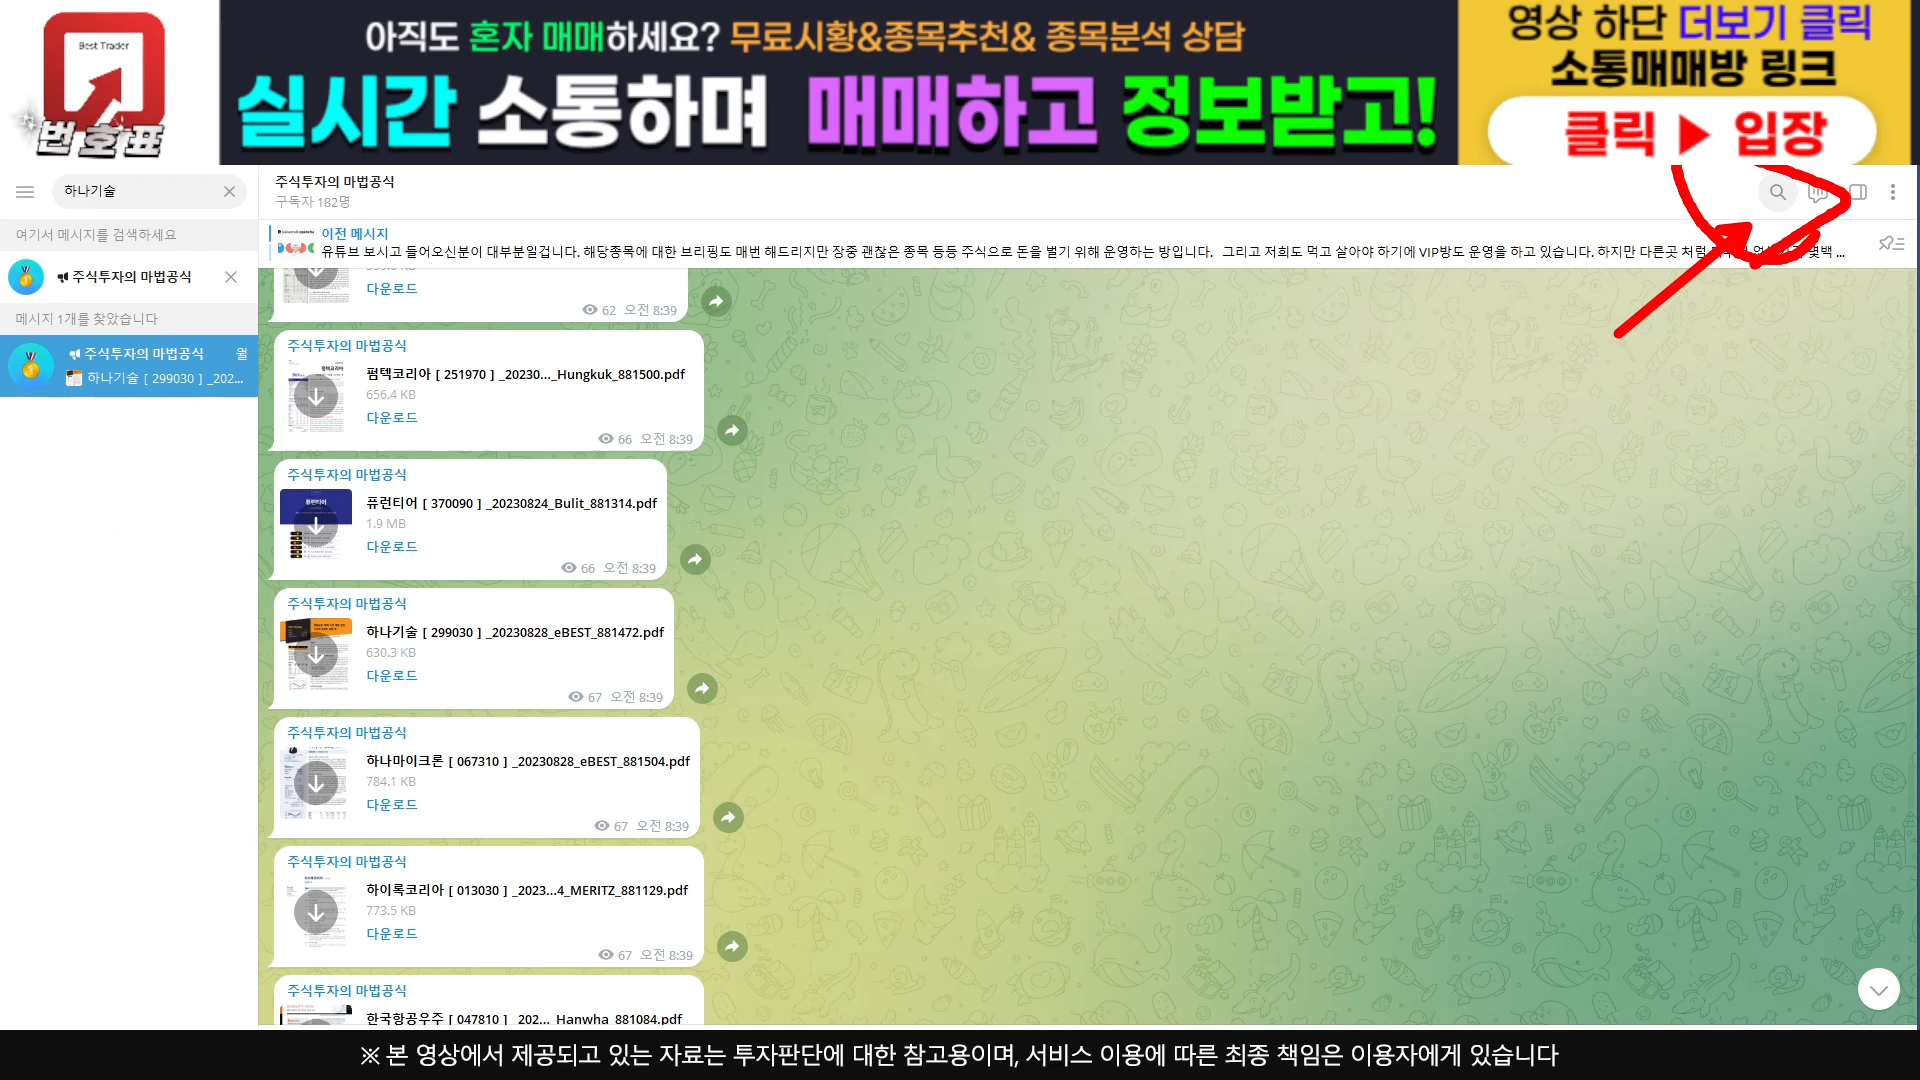 Best Trader
번호표
아직도 혼자 매매하세요? 무료시황&종목추천& 종목분석 상담
실시간 소통하며 매매하고 정보받고!
영상 하단 더보기 클릭
소통매매방 링크
클릭 ▶ 입장
하나기술
여기서 메시지를 검색하세요
주식투자의 마법공식
메시지 1개를 찾았습니다
주식투자의 마법공식 월
하나기술 [ 299030 ] _202...
주식투자의 마법공식
구독자 182명
이전 메시지
유튜브 보시고 들어오신분이 대부분일겁니다. 해당종목에 대한 브리핑도 매번 해드리지만 장중 괜찮은 종목 등등 주식으로 돈을 벌기 위해 운영하는 방입니다. 그리고 저희도 먹고 살아야 하기에 VIP방도 운영을 하고 있습니다. 하지만 다른곳 처럼 몇백 ...
다운로드
62 오전 8:39
주식투자의 마법공식
펌텍코리아 [ 251970 ] _20230..._Hungkuk_881500.pdf
656.4 KB
다운로드
66 오전 8:39
주식투자의 마법공식
퓨런티어
퓨런티어 [ 370090 ] _20230824_Bulit_881314.pdf
1.9 MB
다운로드
66 오전 8:39
주식투자의 마법공식
하나기술 [ 299030 ] _20230828_eBEST_881472.pdf
630.3 KB
다운로드
67 오전 8:39
주식투자의 마법공식
하나마이크론 [ 067310 ] _20230828_eBEST_881504.pdf
784.1 KB
다운로드
67 오전 8:39
주식투자의 마법공식
하이록코리아 [ 013030 ] _2023...4_MERITZ_881129.pdf
773.5 KB
다운로드
67 오전 8:39
주식투자의 마법공식
한국항공우주 [ 047810 ] _202..._Hanwha_881084.pdf
※ 본 영상에서 제공되고 있는 자료는 투자판단에 대한 참고용이며, 서비스 이용에 따른 최종 책임은 이용자에게 있습니다